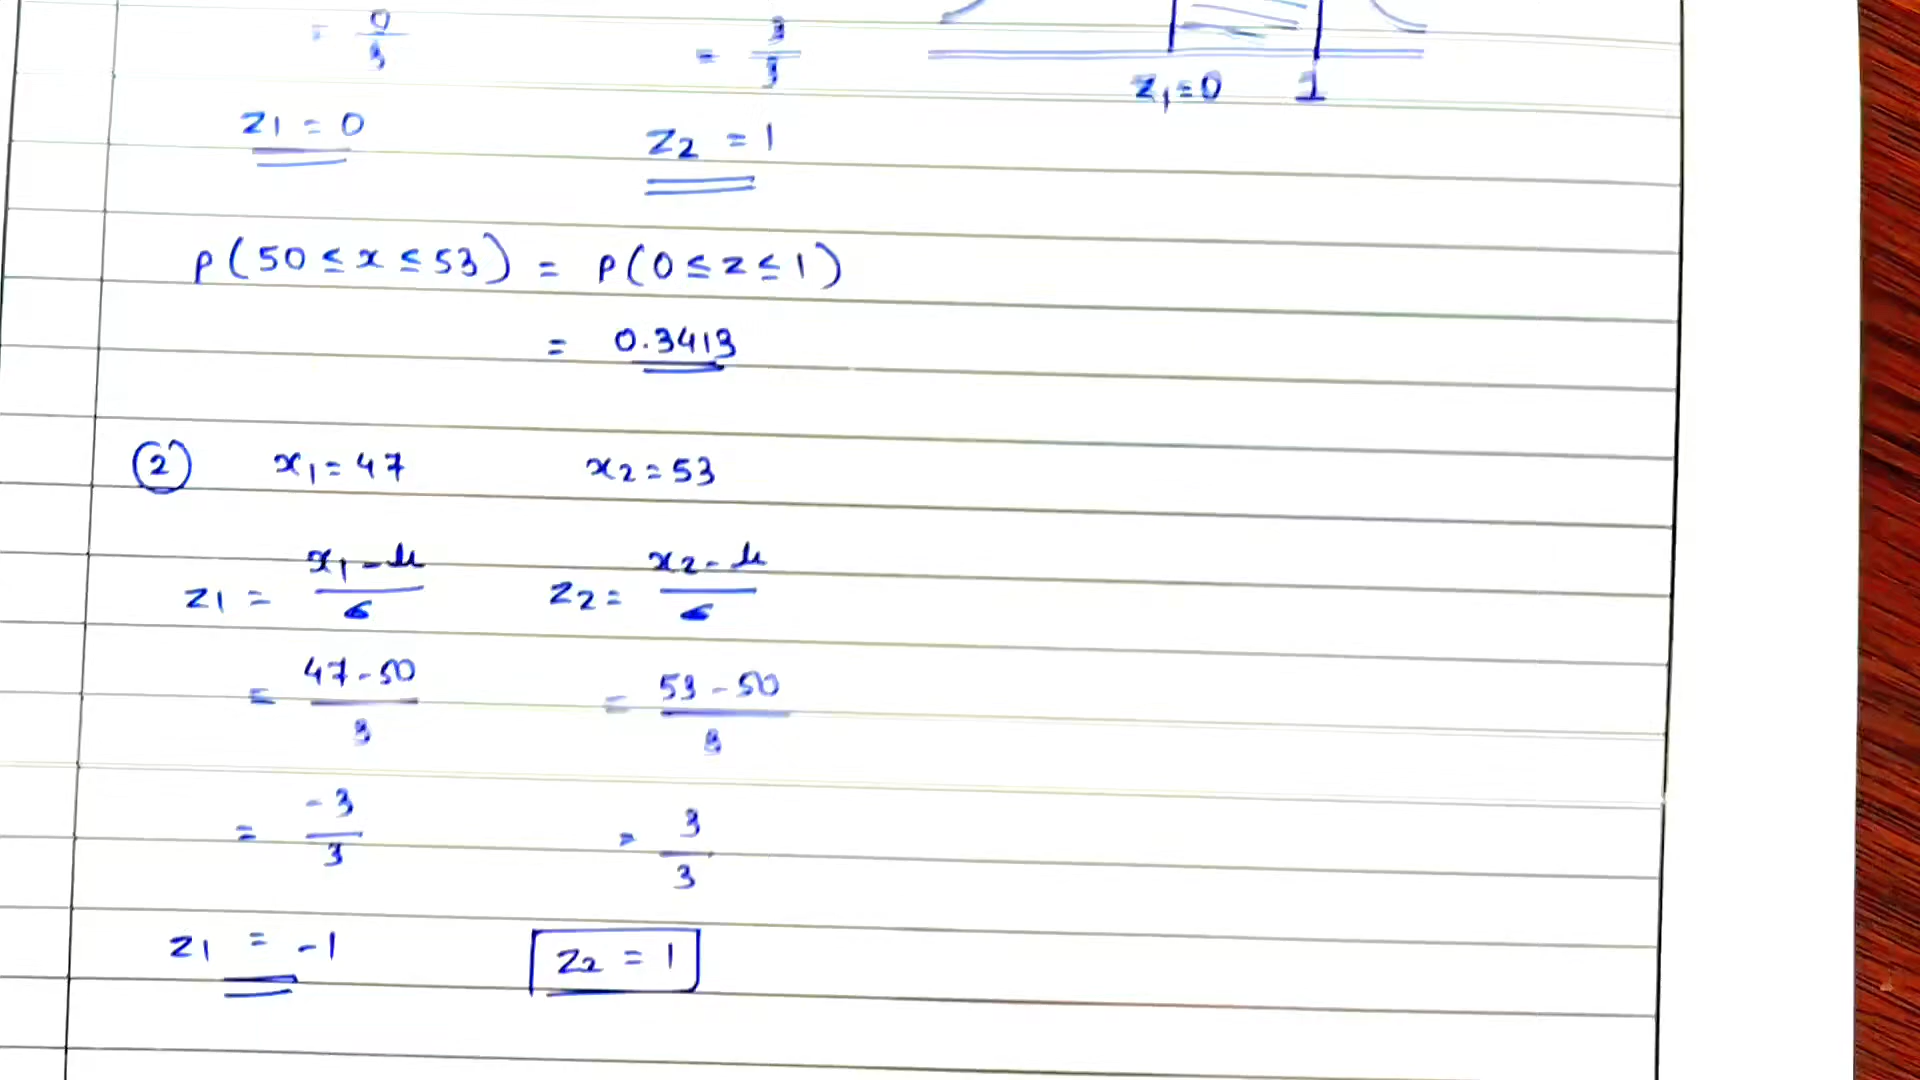 = 0/3 = 3/3
z₁=0 1
z₁ = 0 z₂ = 1
P(50 ≤ x ≤ 53) = P(0 ≤ z ≤ 1)
= 0.3413
② x₁ = 47 x₂ = 53
z₁ = (x₁ - μ)/σ z₂ = (x₂ - μ)/σ
= (47 - 50)/3 = (53 - 50)/3
= -3/3 = 3/3
z₁ = -1 z₂ = 1